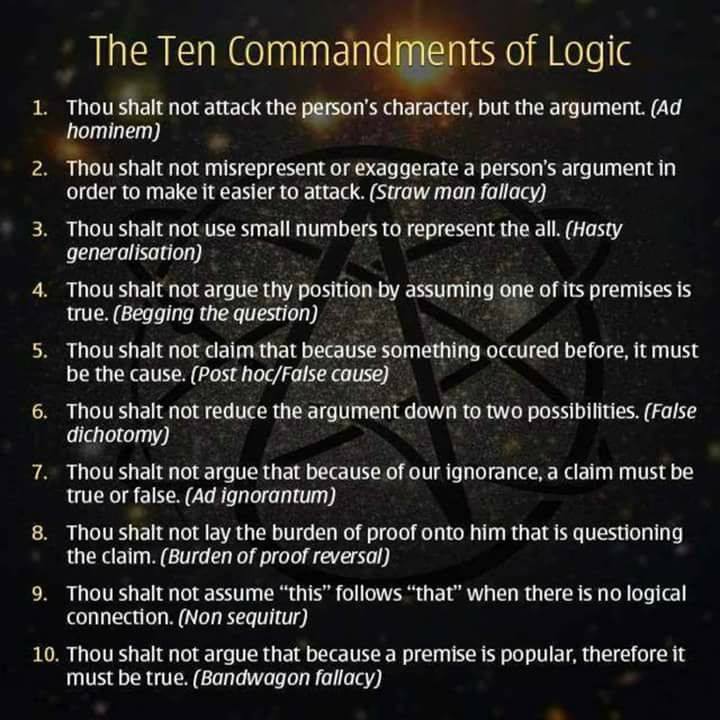 The Ten Commandments of Logic
1. Thou shalt not attack the person's character, but the argument. (Ad
hominem)
2. Thou shalt not misrepresent or exaggerate a person's argument in
order to make it easier to attack. (Straw man fallacy)
3. Thou shalt not use small numbers to represent the all. (Hasty
generalisation)
4. Thou shalt not argue thy position by assuming one of its premises is
true. (Begging the question)
5. Thou shalt not claim that because something occured before, it must
be the cause. (Post hoc/False cause)
6. Thou shalt not reduce the argument down to two possibilities. (False
dichotomy)
7. Thou shalt not argue that because of our ignorance, a claim must be
true or false. (Ad ignorantum)
8. Thou shalt not lay the burden of proof onto him that is questioning
the claim. (Burden of proof reversal)
9. Thou shalt not assume “this” follows “that” when there is no logical
connection. (Non sequitur)
10. Thou shalt not argue that because a premise is popular, therefore it
must be true. (Bandwagon fallacy)